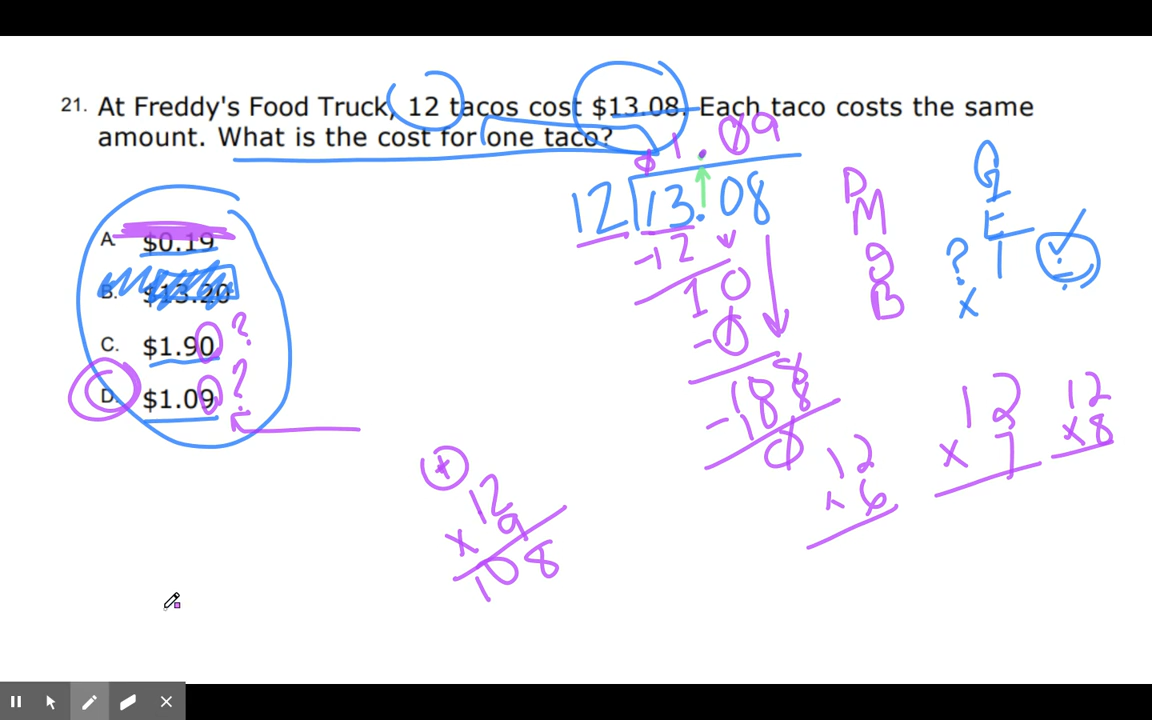 21. At Freddy's Food Truck, 12 tacos cost $13.08. Each taco costs the same
amount. What is the cost for one taco?
A. $0.19
B. $13.20
C. $1.90 ?
D. $1.09 ?
$1.09
12 13.08
-12
10
-0
108
-108
0
D
M
S
B
Q
E
? 1
x
x
12
x 9
108
12
x 6
12
x 7
12
x 8